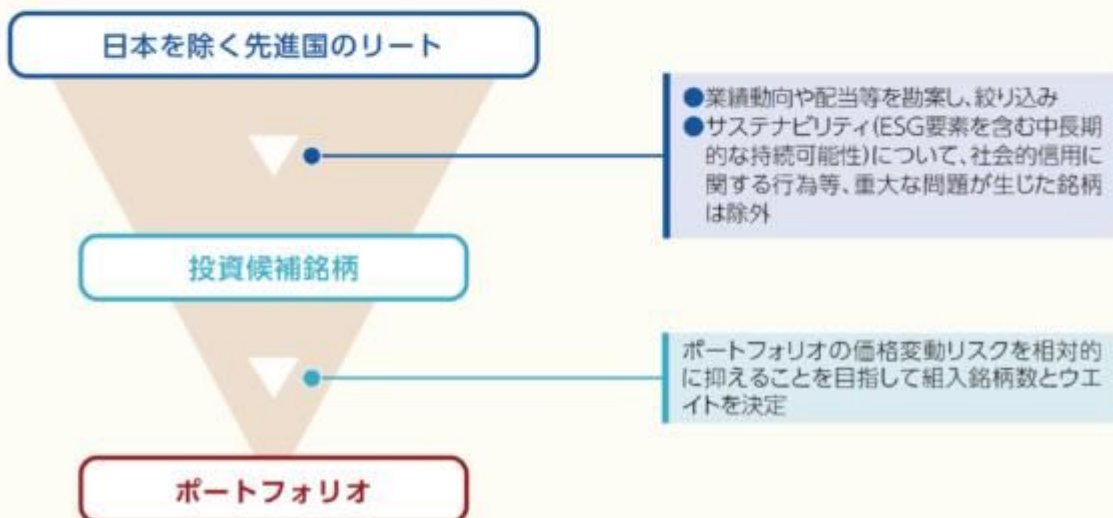 日本を除く先進国のリート
●業績動向や配当等を勘案し、絞り込み
●サステナビリティ(ESG要素を含む中長期
的な持続可能性)について、社会的信用に
関する行為等、重大な問題が生じた銘柄
は除外
投資候補銘柄
ポートフォリオの価格変動リスクを相対的
に抑えることを目指して組入銘柄数とウエ
イトを決定
ポートフォリオ